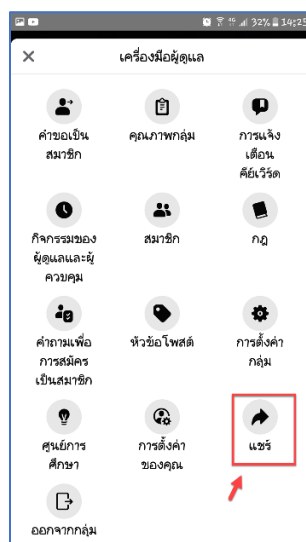 32% 14:25
เครื่องมือผู้ดูแล
คำขอเป็น
สมาชิก
คุณภาพกลุ่ม
การแจ้ง
เตือน
คีย์เวิร์ด
กิจกรรมของ
ผู้ดูแลและผู้
ควบคุม
สมาชิก
กฎ
คำถามเพื่อ
การสมัคร
เป็นสมาชิก
หัวข้อโพสต์
การตั้งค่า
กลุ่ม
ศูนย์การ
ศึกษา
การตั้งค่า
ของคุณ
แชร์
ออกจากกลุ่ม